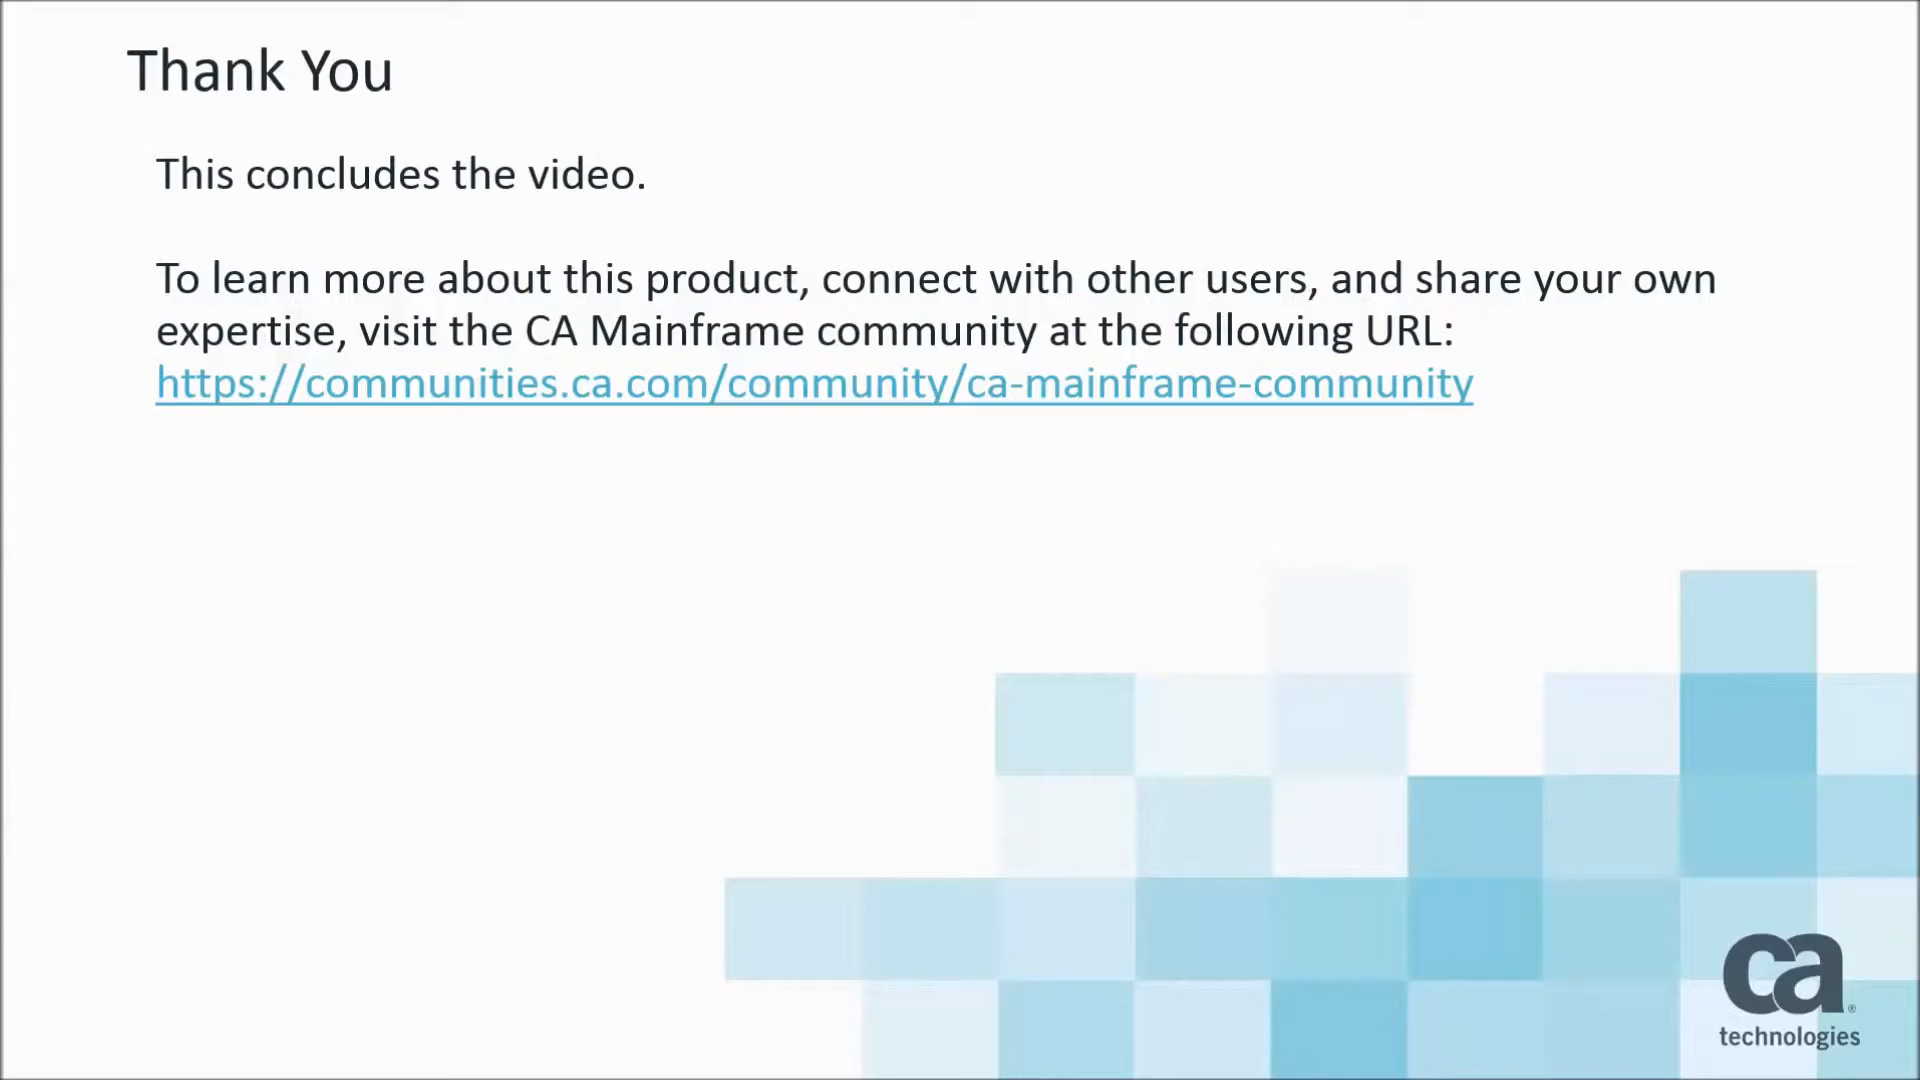 Thank You
This concludes the video.
To learn more about this product, connect with other users, and share your own
expertise, visit the CA Mainframe community at the following URL:
https://communities.ca.com/community/ca-mainframe-community
ca®
technologies